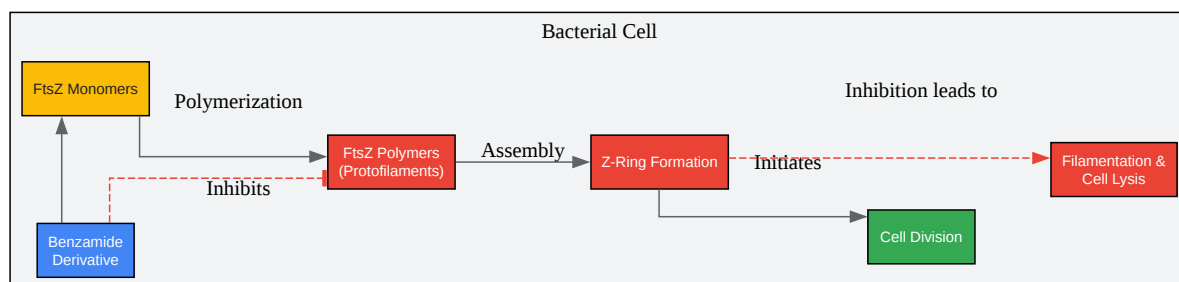 Bacterial Cell
FtsZ Monomers
Polymerization
Inhibition leads to
FtsZ Polymers
(Protofilaments)
Assembly
Z-Ring Formation
Initiates
Filamentation &
Cell Lysis
Inhibits
Benzamide
Derivative
Cell Division